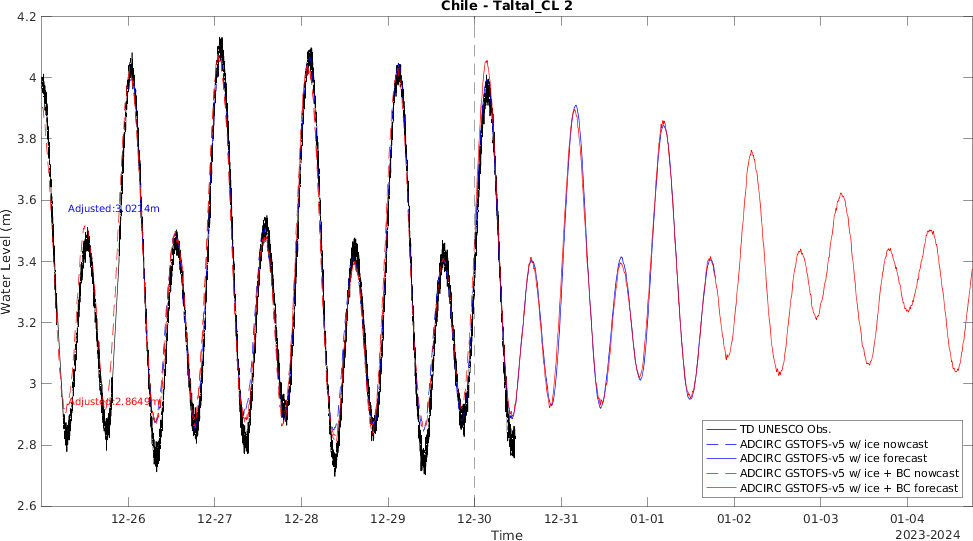 Chile - Taltal_CL 2
4.2
4
3.8
3.6
3.4
3.2
3
2.8
2.6
Water Level (m)
Adjusted:3.0214m
Adjusted:2.8649m
TD UNESCO Obs.
ADCIRC GSTOFS-v5 w/ ice nowcast
ADCIRC GSTOFS-v5 w/ ice forecast
ADCIRC GSTOFS-v5 w/ ice + BC nowcast
ADCIRC GSTOFS-v5 w/ ice + BC forecast
12-26 12-27 12-28 12-29 12-30 12-31 01-01 01-02 01-03 01-04
Time
2023-2024